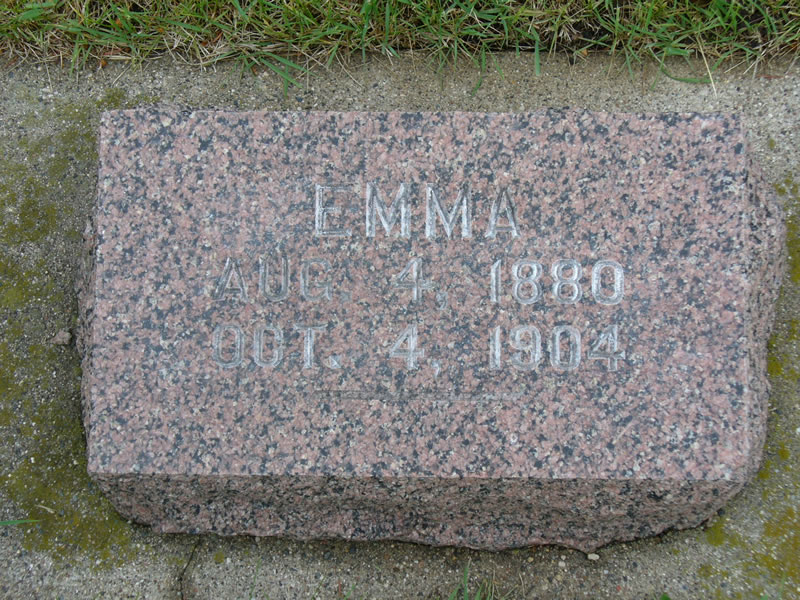 EMMA
AUG. 4, 1880
OCT. 4, 1904